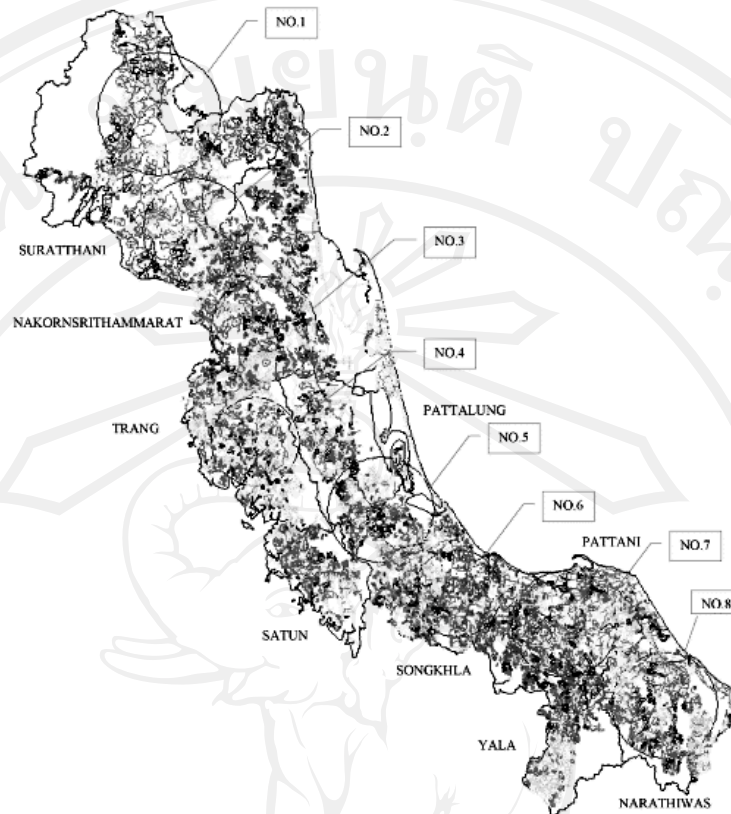 NO.1
NO.2
SURATTHANI
NO.3
NAKORNSRITHAMMARAT
NO.4
TRANG
PATTALUNG
NO.5
NO.6
PATTANI
NO.7
NO.8
SATUN
SONGKHLA
YALA
NARATHIWAS